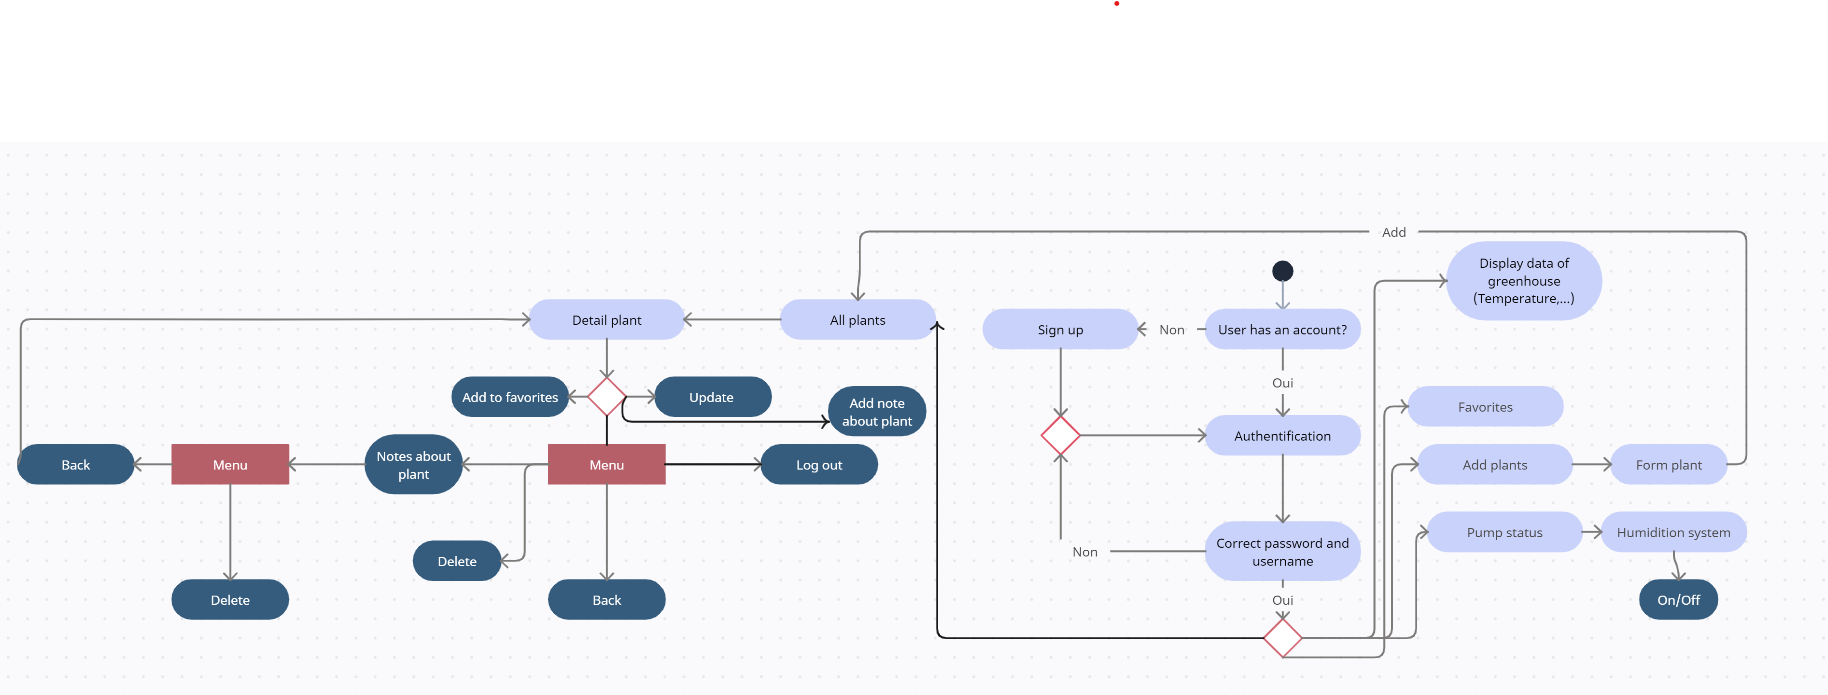 Add
Display data of
greenhouse
(Temperature,...)
Detail plant
All plants
Sign up
Non
User has an account?
Oui
Add to favorites
Update
Add note
about plant
Favorites
Authentification
Back
Menu
Notes about
plant
Menu
Log out
Add plants
Form plant
Pump status
Humidition system
Delete
Non
Correct password and
username
Delete
Back
Oui
On/Off